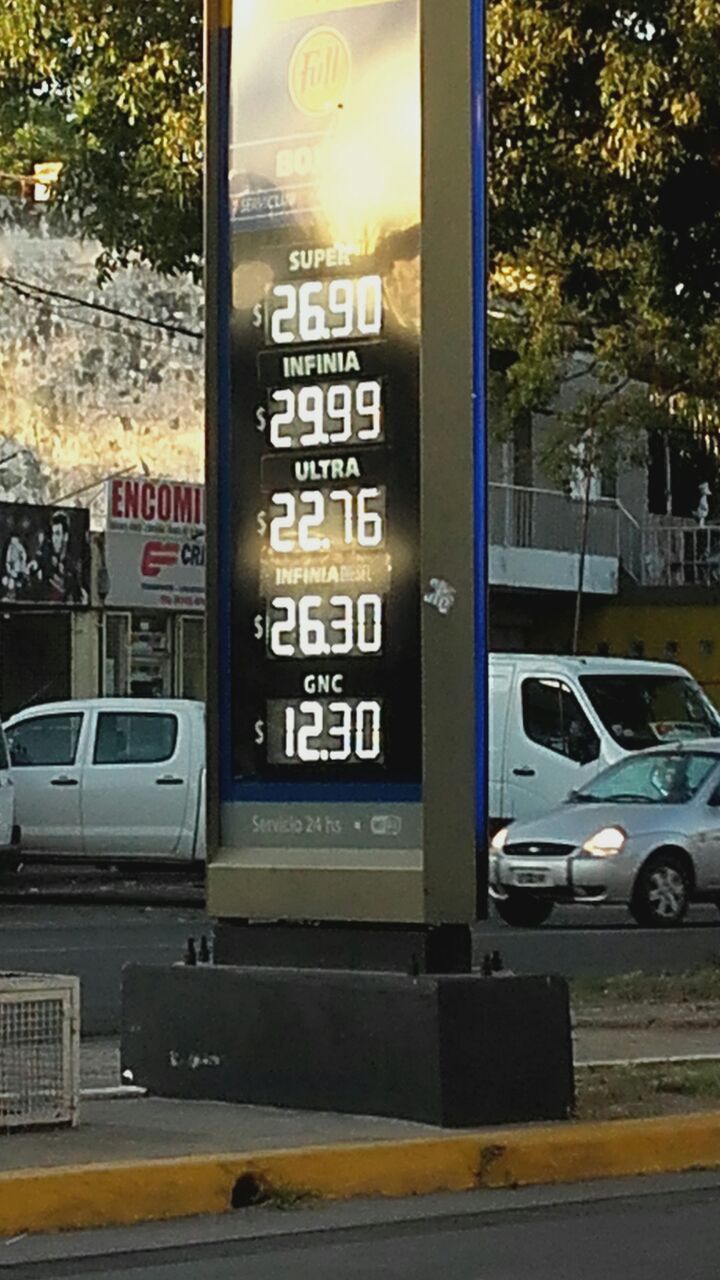 Full
SERVICLUB
SUPER
$ 26.90
INFINIA
$ 29.99
ULTRA
$ 22.76
INFINIA DIESEL
$ 26.30
GNC
$ 12.30
Servicio 24 hs
ENCOMI